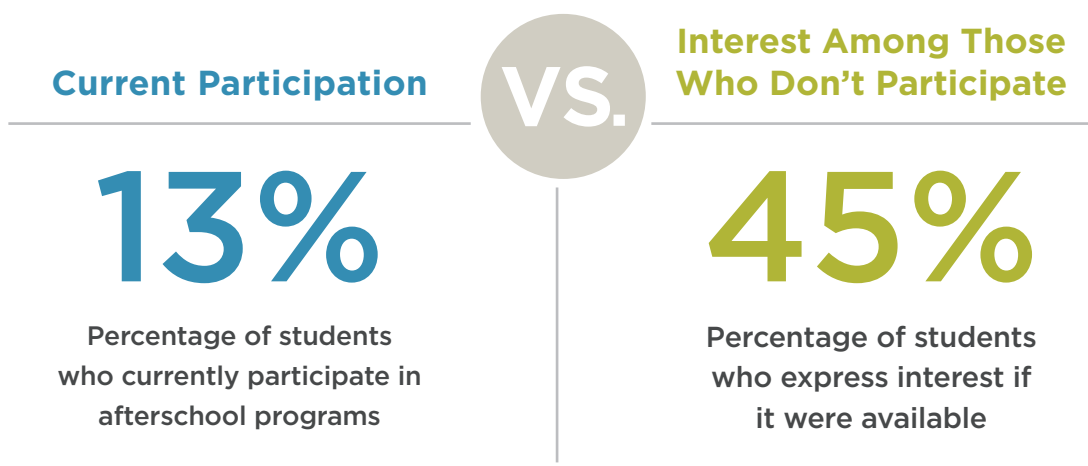 Current Participation
13%
Percentage of students
who currently participate in
afterschool programs
VS.
Interest Among Those
Who Don’t Participate
45%
Percentage of students
who express interest if
it were available